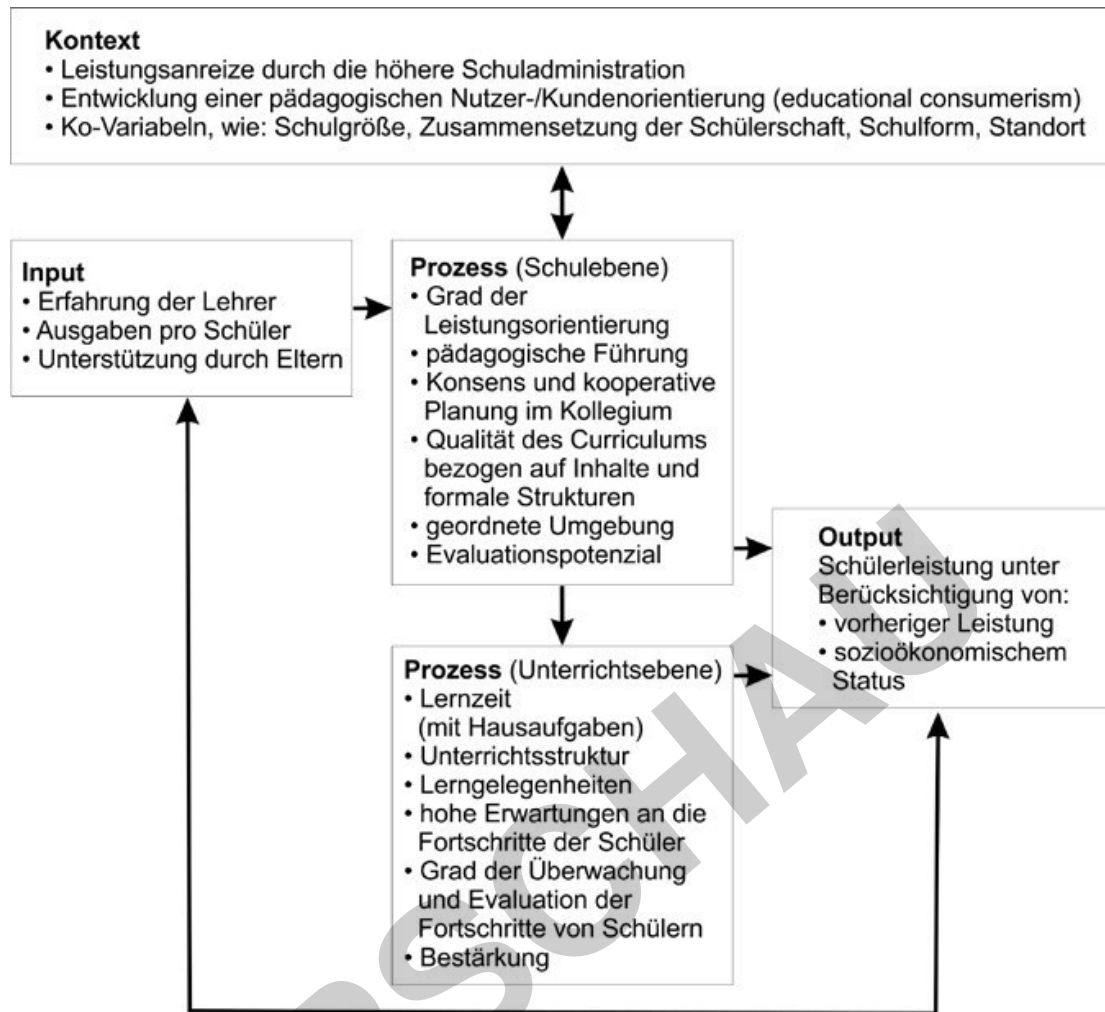 Kontext
• Leistungsanreize durch die höhere Schuladministration
• Entwicklung einer pädagogischen Nutzer-/Kundenorientierung (educational consumerism)
• Ko-Variabeln, wie: Schulgröße, Zusammensetzung der Schülerschaft, Schulform, Standort
Input
• Erfahrung der Lehrer
• Ausgaben pro Schüler
• Unterstützung durch Eltern
Prozess (Schulebene)
• Grad der
Leistungsorientierung
• pädagogische Führung
• Konsens und kooperative
Planung im Kollegium
• Qualität des Curriculums
bezogen auf Inhalte und
formale Strukturen
• geordnete Umgebung
• Evaluationspotenzial
Prozess (Unterrichtsebene)
• Lernzeit
(mit Hausaufgaben)
• Unterrichtsstruktur
• Lerngelegenheiten
• hohe Erwartungen an die
Fortschritte der Schüler
• Grad der Überwachung
und Evaluation der
Fortschritte von Schülern
• Bestärkung
Output
Schülerleistung unter
Berücksichtigung von:
• vorheriger Leistung
• sozioökonomischem
Status
RSCHAU